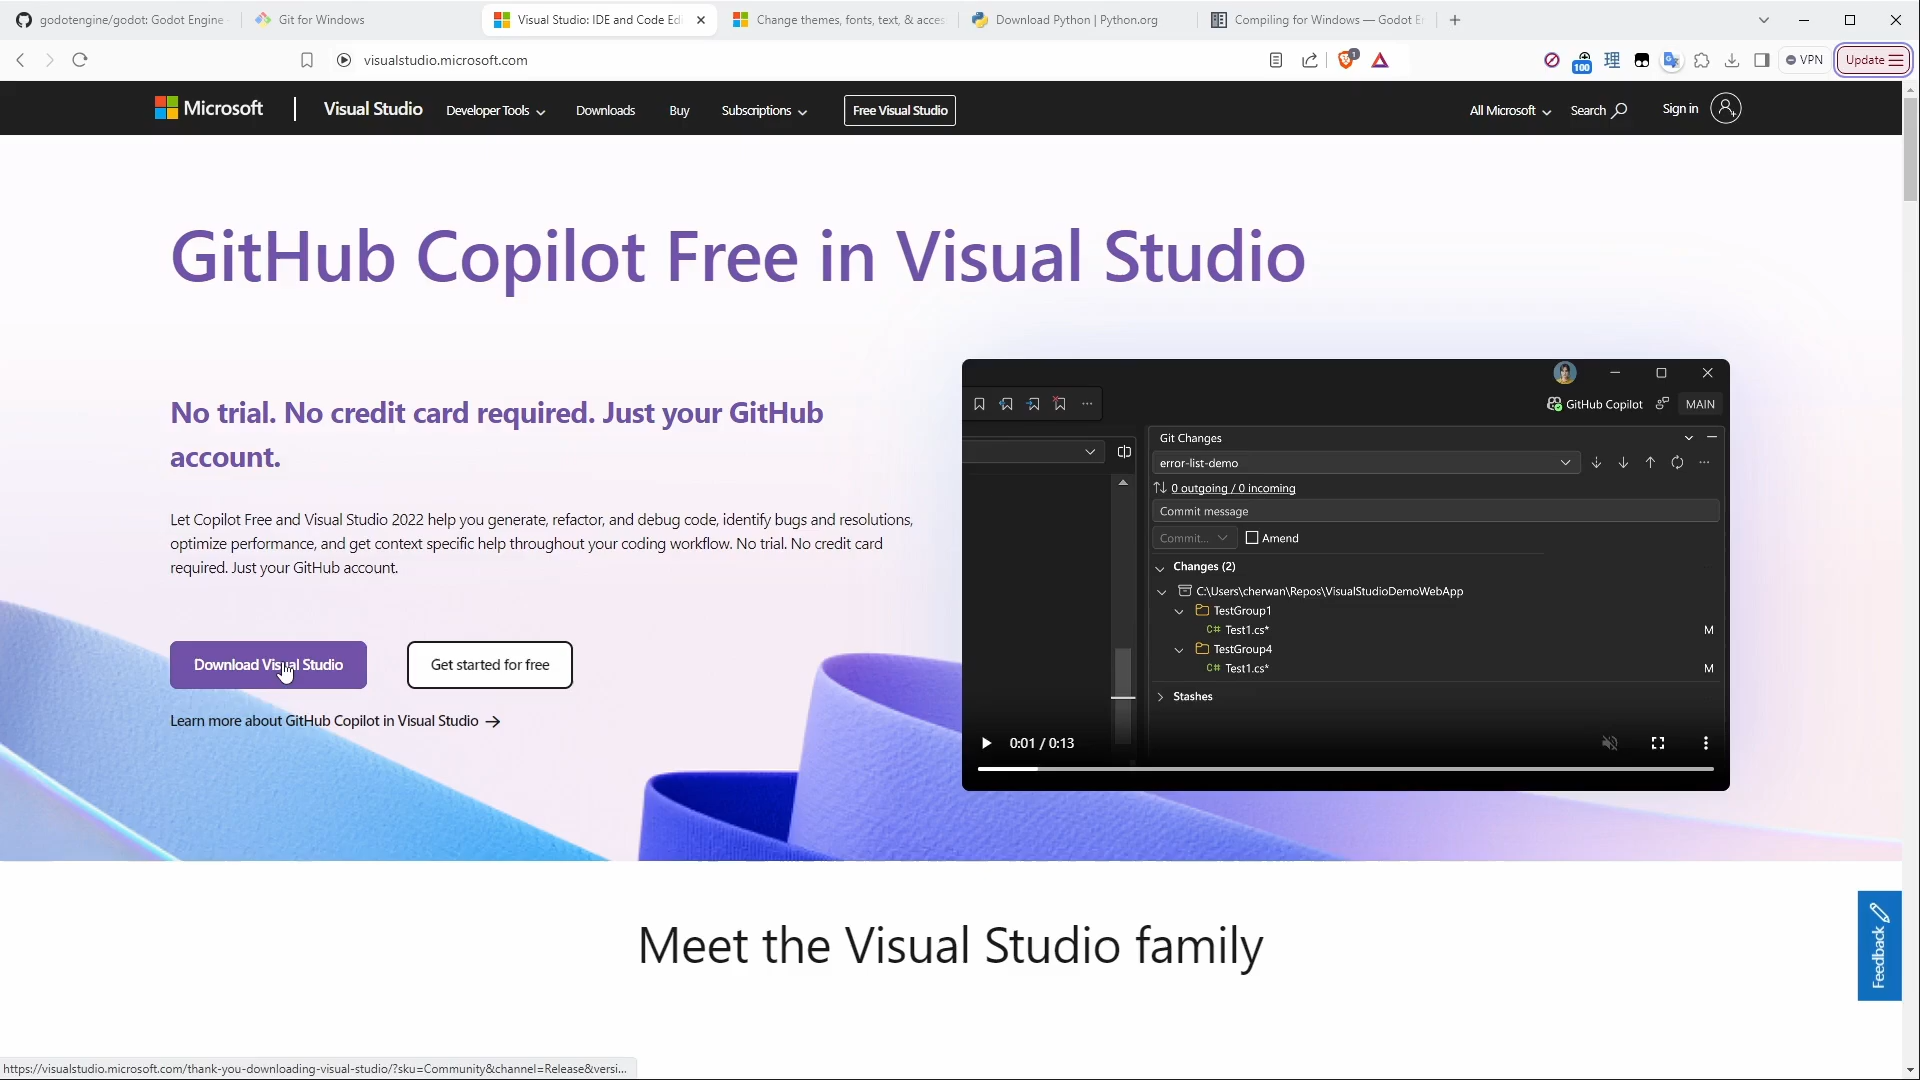 godotengine/godot: Godot Engine
Git for Windows
Visual Studio: IDE and Code Edi
Change themes, fonts, text, & acces
Download Python | Python.org
Compiling for Windows — Godot E
visualstudio.microsoft.com
1
100
理
VPN
Update
Microsoft
Visual Studio
Developer Tools
Downloads
Buy
Subscriptions
Free Visual Studio
All Microsoft
Search
Sign in
GitHub Copilot Free in Visual Studio
No trial. No credit card required. Just your GitHub
account.
Let Copilot Free and Visual Studio 2022 help you generate, refactor, and debug code, identify bugs and resolutions,
optimize performance, and get context specific help throughout your coding workflow. No trial. No credit card
required. Just your GitHub account.
Download Visual Studio
Get started for free
Learn more about GitHub Copilot in Visual Studio →
GitHub Copilot
MAIN
Git Changes
error-list-demo
0 outgoing / 0 incoming
Commit message
Commit...
Amend
Changes (2)
C:\Users\cherwan\Repos\VisualStudioDemoWebApp
TestGroup1
C# Test1.cs* M
TestGroup4
C# Test1.cs* M
Stashes
0:01 / 0:13
Meet the Visual Studio family
Feedback
https://visualstudio.microsoft.com/thank-you-downloading-visual-studio/?sku=Community&channel=Release&versi...